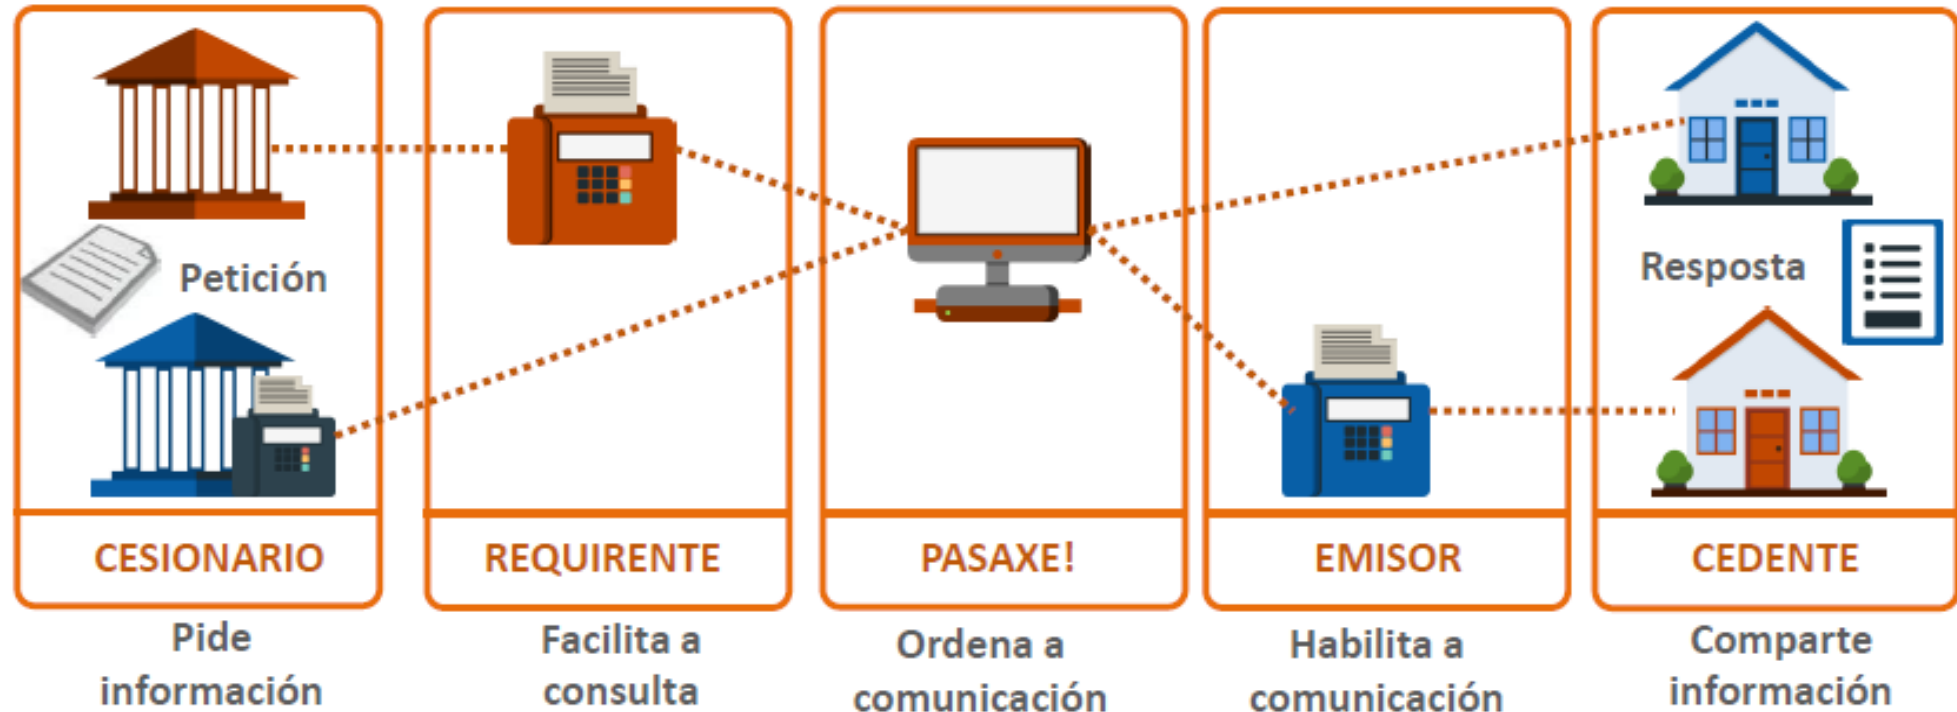 Petición
Resposta
CESIONARIO
REQUIRENTE
PASAXE!
EMISOR
CEDENTE
Pide
información
Facilita a
consulta
Ordena a
comunicación
Habilita a
comunicación
Comparte
información